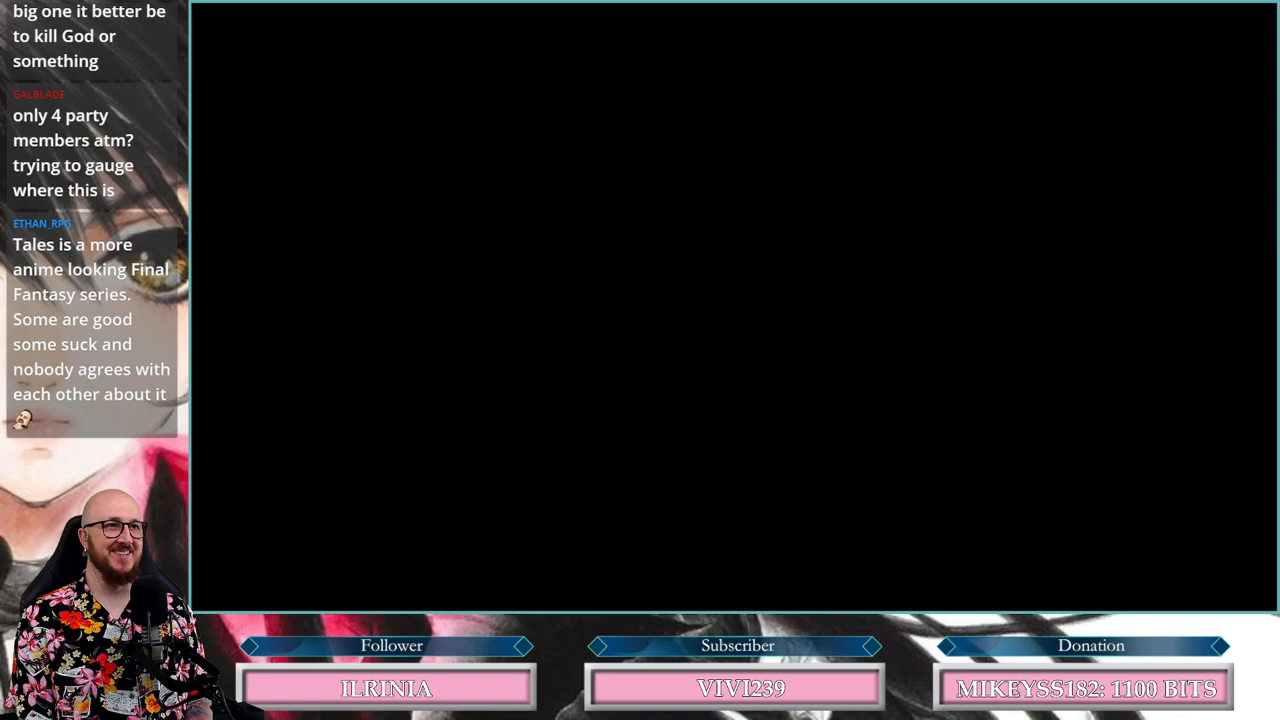 big one it better be
to kill God or
something
GALBLADE
only 4 party
members atm?
trying to gauge
where this is
ETHAN_RPG
Tales is a more
anime looking Final
Fantasy series.
Some are good
some suck and
nobody agrees with
each other about it
Follower
Subscriber
Donation
ILRINIA
VIVI239
MIKEYSS182: 1100 BITS